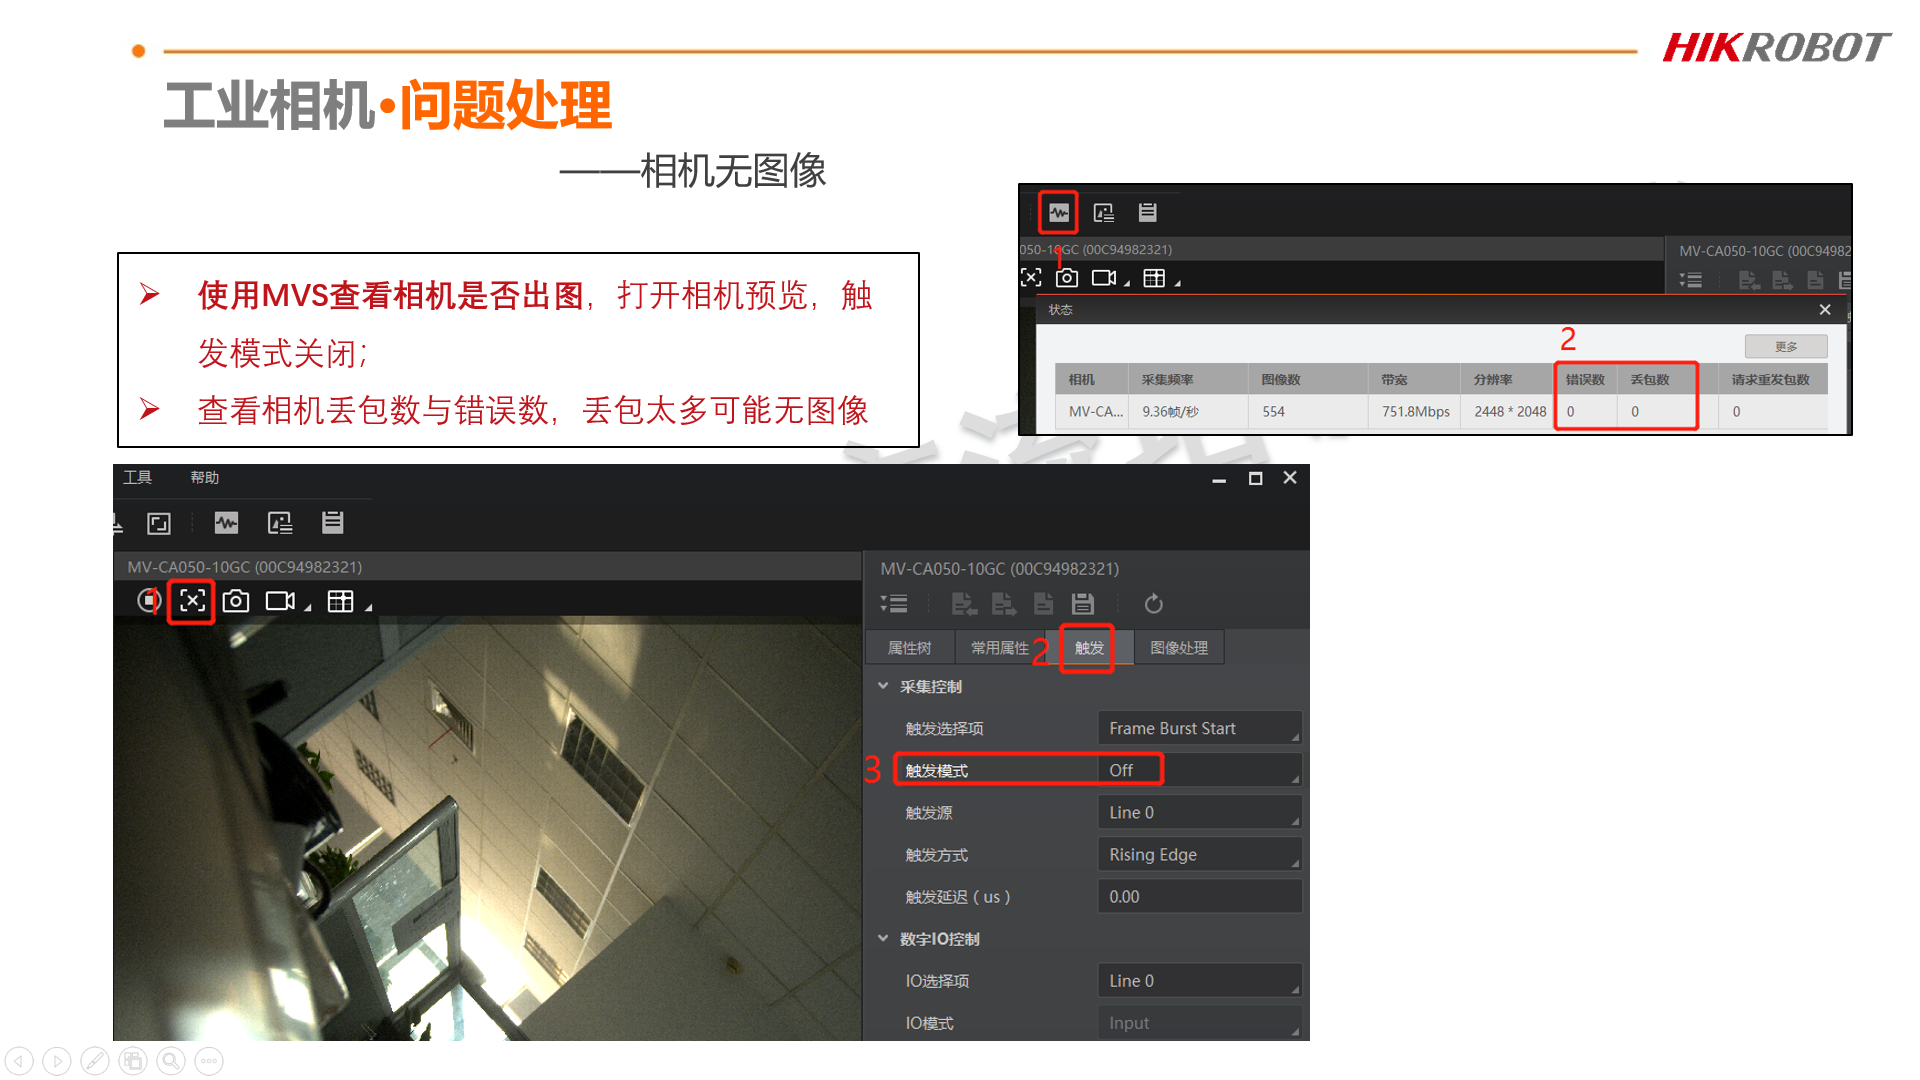 HIKROBOT
工业相机•问题处理
——相机无图像
➢ 使用MVS查看相机是否出图，打开相机预览，触
发模式关闭；
➢ 查看相机丢包数与错误数，丢包太多可能无图像
1
050-10GC (00C94982321)
MV-CA050-10GC (00C94982
状态
2
更多
相机 采集频率 图像数 带宽 分辨率 错误数 丢包数 请求重发包数
MV-CA... 9.36帧/秒 554 751.8Mbps 2448 * 2048 0 0 0
工具 帮助
MV-CA050-10GC (00C94982321)
1
MV-CA050-10GC (00C94982321)
属性树 常用属性 2 触发 图像处理
采集控制
触发选择项 Frame Burst Start
3 触发模式 Off
触发源 Line 0
触发方式 Rising Edge
触发延迟 ( us ) 0.00
数字IO控制
IO选择项 Line 0
IO模式 Input